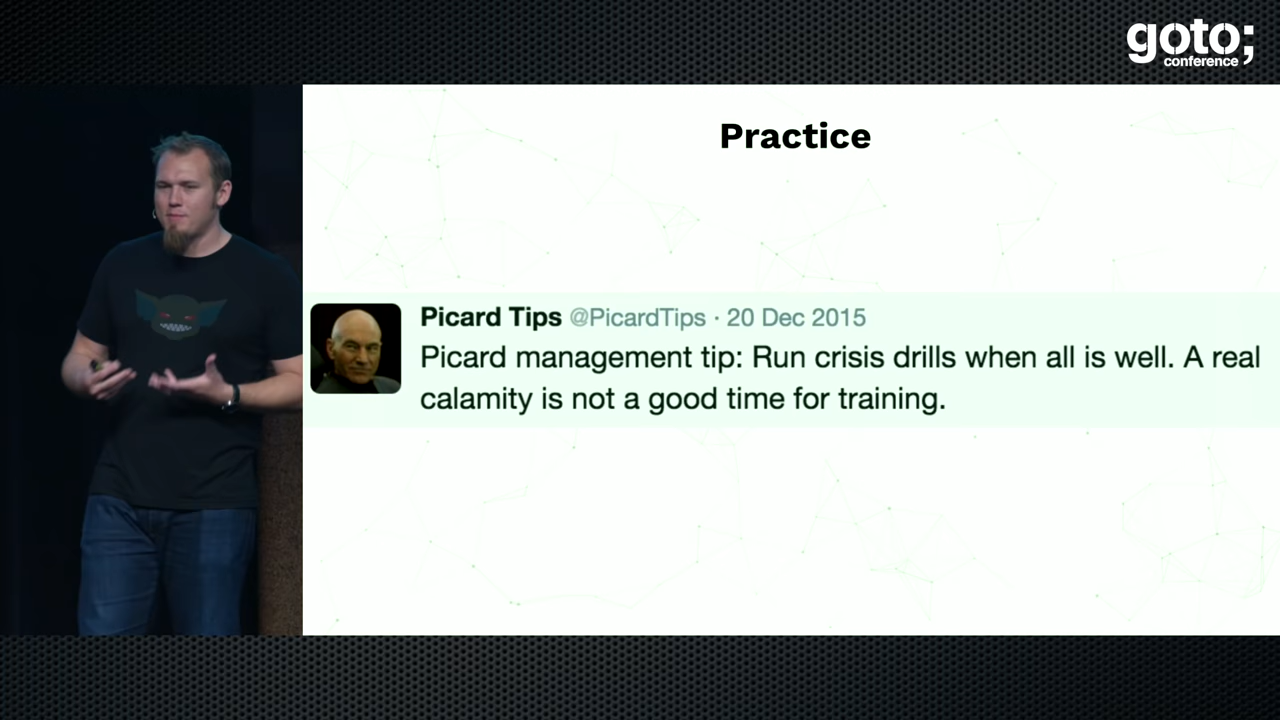 goto;
conference
Practice
Picard Tips @PicardTips · 20 Dec 2015
Picard management tip: Run crisis drills when all is well. A real
calamity is not a good time for training.